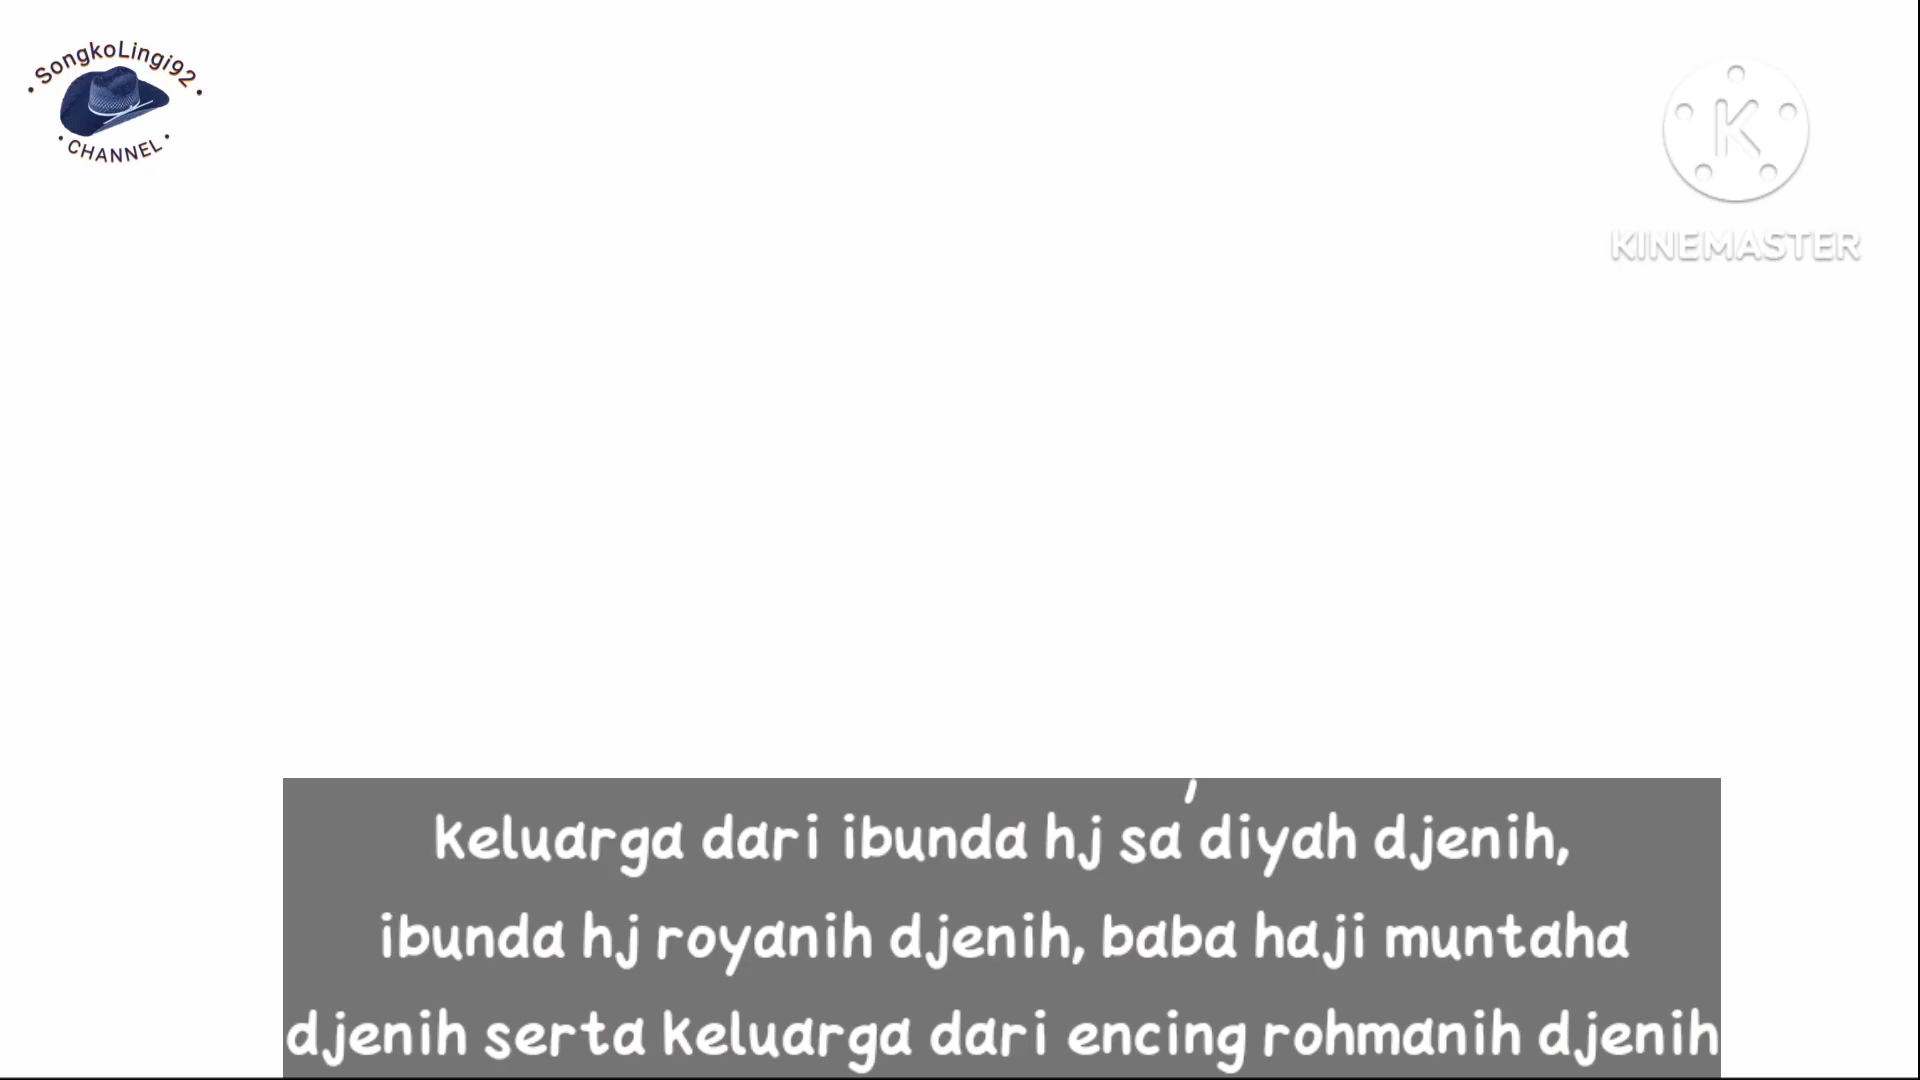 SongkoLingi92
CHANNEL
KINEMASTER
keluarga dari ibunda hj sa'diyah djenih,
ibunda hj royanih djenih, baba haji muntaha
djenih serta keluarga dari encing rohmanih djenih